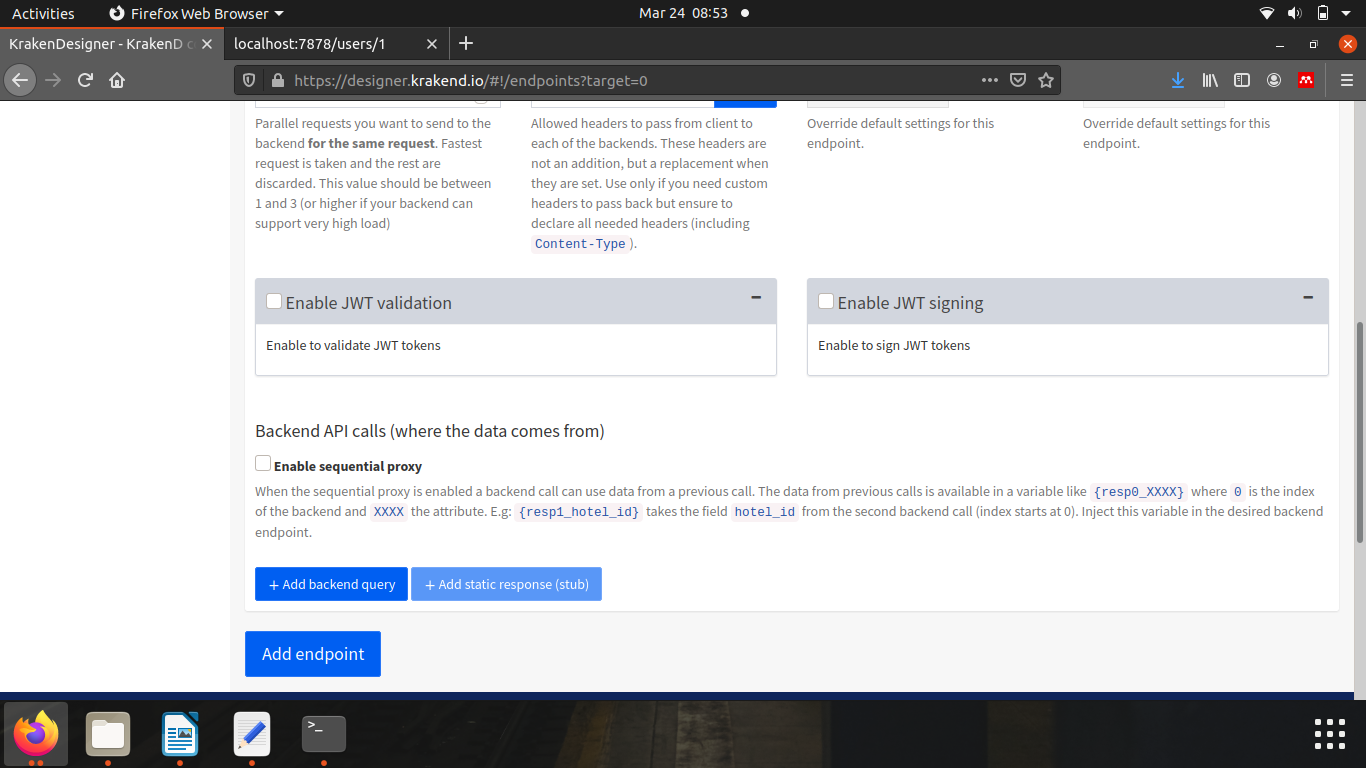 Activities
Firefox Web Browser
Mar 24 08:53
KrakenDesigner - KrakenD c
localhost:7878/users/1
https://designer.krakend.io/#!/endpoints?target=0
Parallel requests you want to send to the
backend for the same request. Fastest
request is taken and the rest are
discarded. This value should be between
1 and 3 (or higher if your backend can
support very high load)
Allowed headers to pass from client to
each of the backends. These headers are
not an addition, but a replacement when
they are set. Use only if you need custom
headers to pass back but ensure to
declare all needed headers (including
Content-Type ).
Override default settings for this
endpoint.
Override default settings for this
endpoint.
Enable JWT validation
Enable to validate JWT tokens
Enable JWT signing
Enable to sign JWT tokens
Backend API calls (where the data comes from)
Enable sequential proxy
When the sequential proxy is enabled a backend call can use data from a previous call. The data from previous calls is available in a variable like {resp0_XXXX} where 0 is the index
of the backend and XXXX the attribute. E.g: {resp1_hotel_id} takes the field hotel_id from the second backend call (index starts at 0). Inject this variable in the desired backend
endpoint.
+ Add backend query
+ Add static response (stub)
Add endpoint
>_